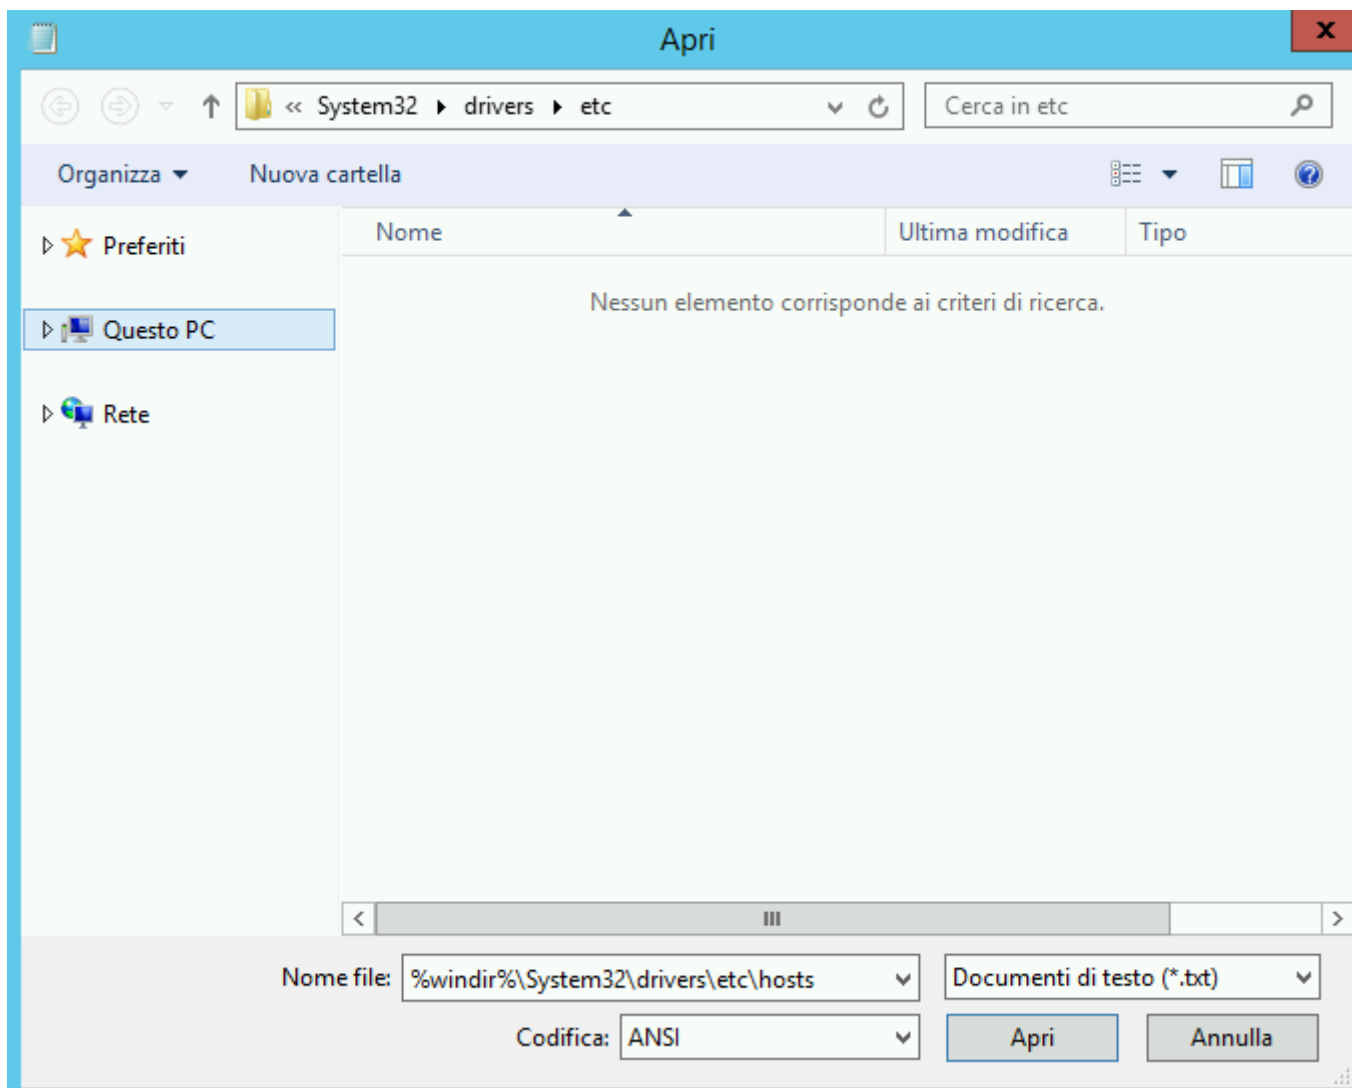 Apri
x
« System32 drivers etc
Cerca in etc
Organizza
Nuova cartella
Nome
Ultima modifica
Tipo
Preferiti
Nessun elemento corrisponde ai criteri di ricerca.
Questo PC
Rete
Nome file: %windir%\System32\drivers\etc\hosts
Documenti di testo (*.txt)
Codifica: ANSI
Apri
Annulla